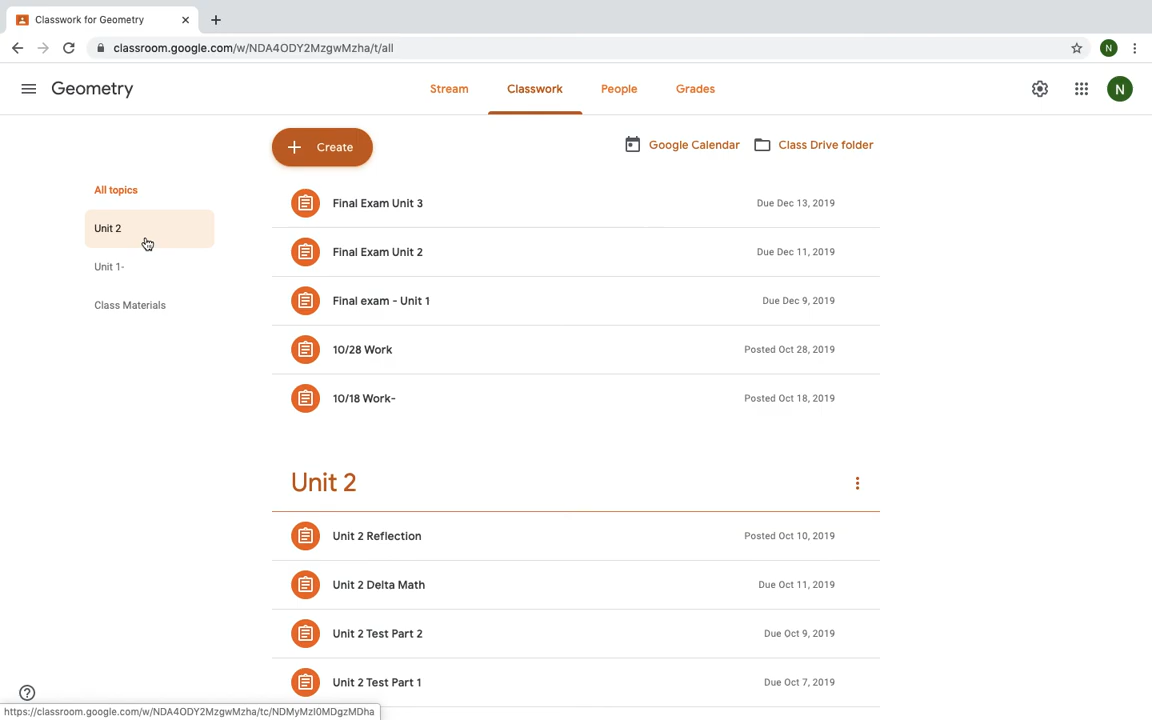 Classwork for Geometry
classroom.google.com/w/NDA4ODY2MzgwMzha/t/all
N
Geometry
Stream
Classwork
People
Grades
N
Create
Google Calendar
Class Drive folder
All topics
Unit 2
Unit 1-
Class Materials
Final Exam Unit 3 Due Dec 13, 2019
Final Exam Unit 2 Due Dec 11, 2019
Final exam - Unit 1 Due Dec 9, 2019
10/28 Work Posted Oct 28, 2019
10/18 Work- Posted Oct 18, 2019
Unit 2
Unit 2 Reflection Posted Oct 10, 2019
Unit 2 Delta Math Due Oct 11, 2019
Unit 2 Test Part 2 Due Oct 9, 2019
Unit 2 Test Part 1 Due Oct 7, 2019
https://classroom.google.com/w/NDA4ODY2MzgwMzha/tc/NDMyMzI0MDgzMDha